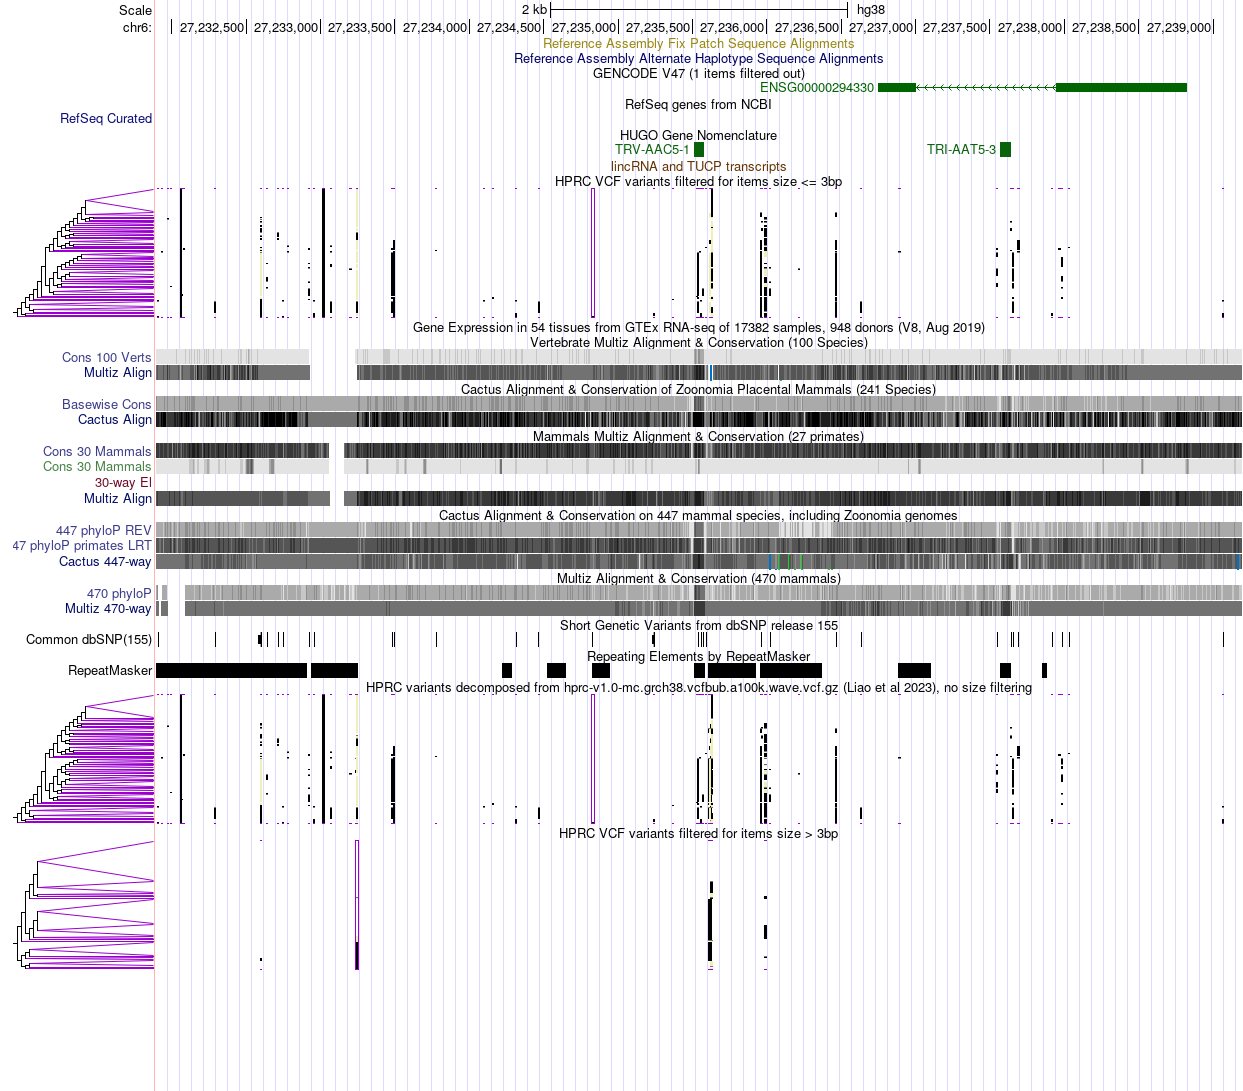 Scale 2 kb hg38
chr6: 27,232,500 27,233,000 27,233,500 27,234,000 27,234,500 27,235,000 27,235,500 27,236,000 27,236,500 27,237,000 27,237,500 27,238,000 27,238,500 27,239,000
Reference Assembly Fix Patch Sequence Alignments
Reference Assembly Alternate Haplotype Sequence Alignments
GENCODE V47 (1 items filtered out)
ENSG00000294330
RefSeq genes from NCBI
RefSeq Curated
HUGO Gene Nomenclature
TRV-AAC5-1 TRI-AAT5-3
lincRNA and TUCP transcripts
HPRC VCF variants filtered for items size <= 3bp
Gene Expression in 54 tissues from GTEx RNA-seq of 17382 samples, 948 donors (V8, Aug 2019)
Vertebrate Multiz Alignment & Conservation (100 Species)
Cons 100 Verts
Multiz Align
Cactus Alignment & Conservation of Zoonomia Placental Mammals (241 Species)
Basewise Cons
Cactus Align
Mammals Multiz Alignment & Conservation (27 primates)
Cons 30 Mammals
Cons 30 Mammals
30-way El
Multiz Align
Cactus Alignment & Conservation on 447 mammal species, including Zoonomia genomes
447 phyloP REV
47 phyloP primates LRT
Cactus 447-way
Multiz Alignment & Conservation (470 mammals)
470 phyloP
Multiz 470-way
Short Genetic Variants from dbSNP release 155
Common dbSNP(155)
Repeating Elements by RepeatMasker
RepeatMasker
HPRC variants decomposed from hprc-v1.0-mc.grch38.vcfbub.a100k.wave.vcf.gz (Liao et al 2023), no size filtering
HPRC VCF variants filtered for items size > 3bp